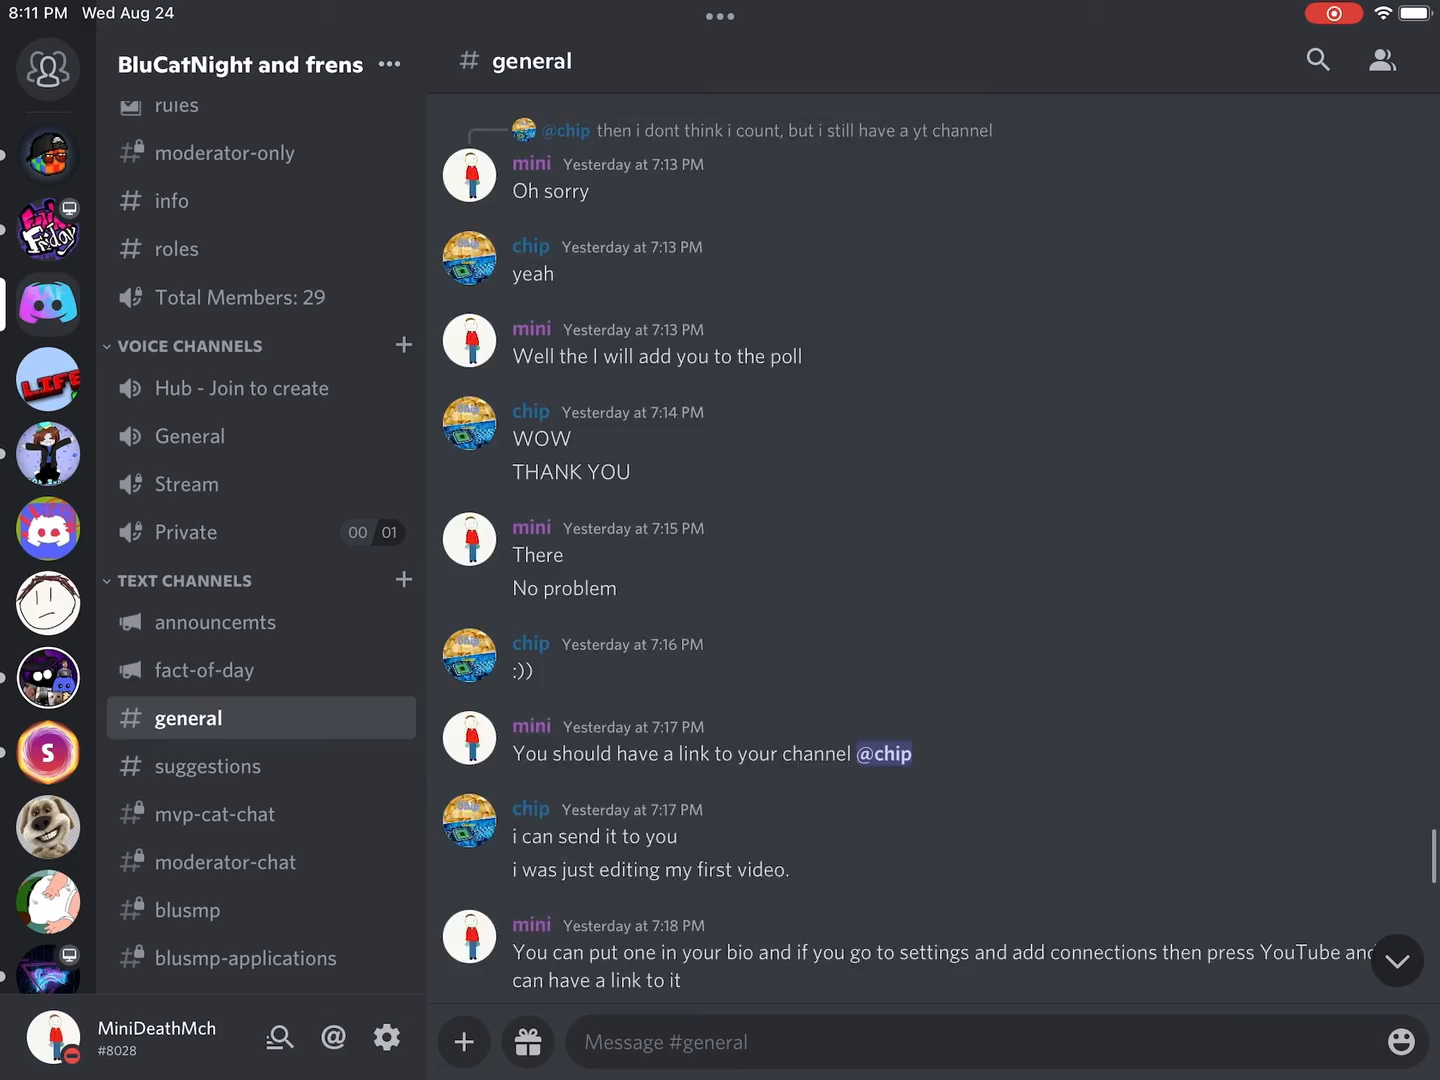 8:11 PM Wed Aug 24
BluCatNight and frens
rules
moderator-only
info
roles
Total Members: 29
VOICE CHANNELS
Hub - Join to create
General
Stream
Private 00 01
TEXT CHANNELS
announcemts
fact-of-day
general
suggestions
mvp-cat-chat
moderator-chat
blusmp
blusmp-applications
MiniDeathMch
#8028
FRIDAY
LIFE
S
# general
@chip then i dont think i count, but i still have a yt channel
mini Yesterday at 7:13 PM
Oh sorry
chip Yesterday at 7:13 PM
yeah
mini Yesterday at 7:13 PM
Well the I will add you to the poll
chip Yesterday at 7:14 PM
WOW
THANK YOU
mini Yesterday at 7:15 PM
There
No problem
chip Yesterday at 7:16 PM
:))
mini Yesterday at 7:17 PM
You should have a link to your channel @chip
chip Yesterday at 7:17 PM
i can send it to you
i was just editing my first video.
mini Yesterday at 7:18 PM
You can put one in your bio and if you go to settings and add connections then press YouTube and
can have a link to it
Message #general